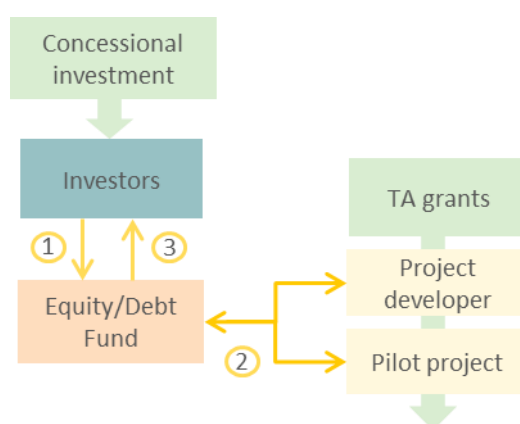 Concessional
investment
Investors
TA grants
1
3
Project
developer
Equity/Debt
Fund
2
Pilot project